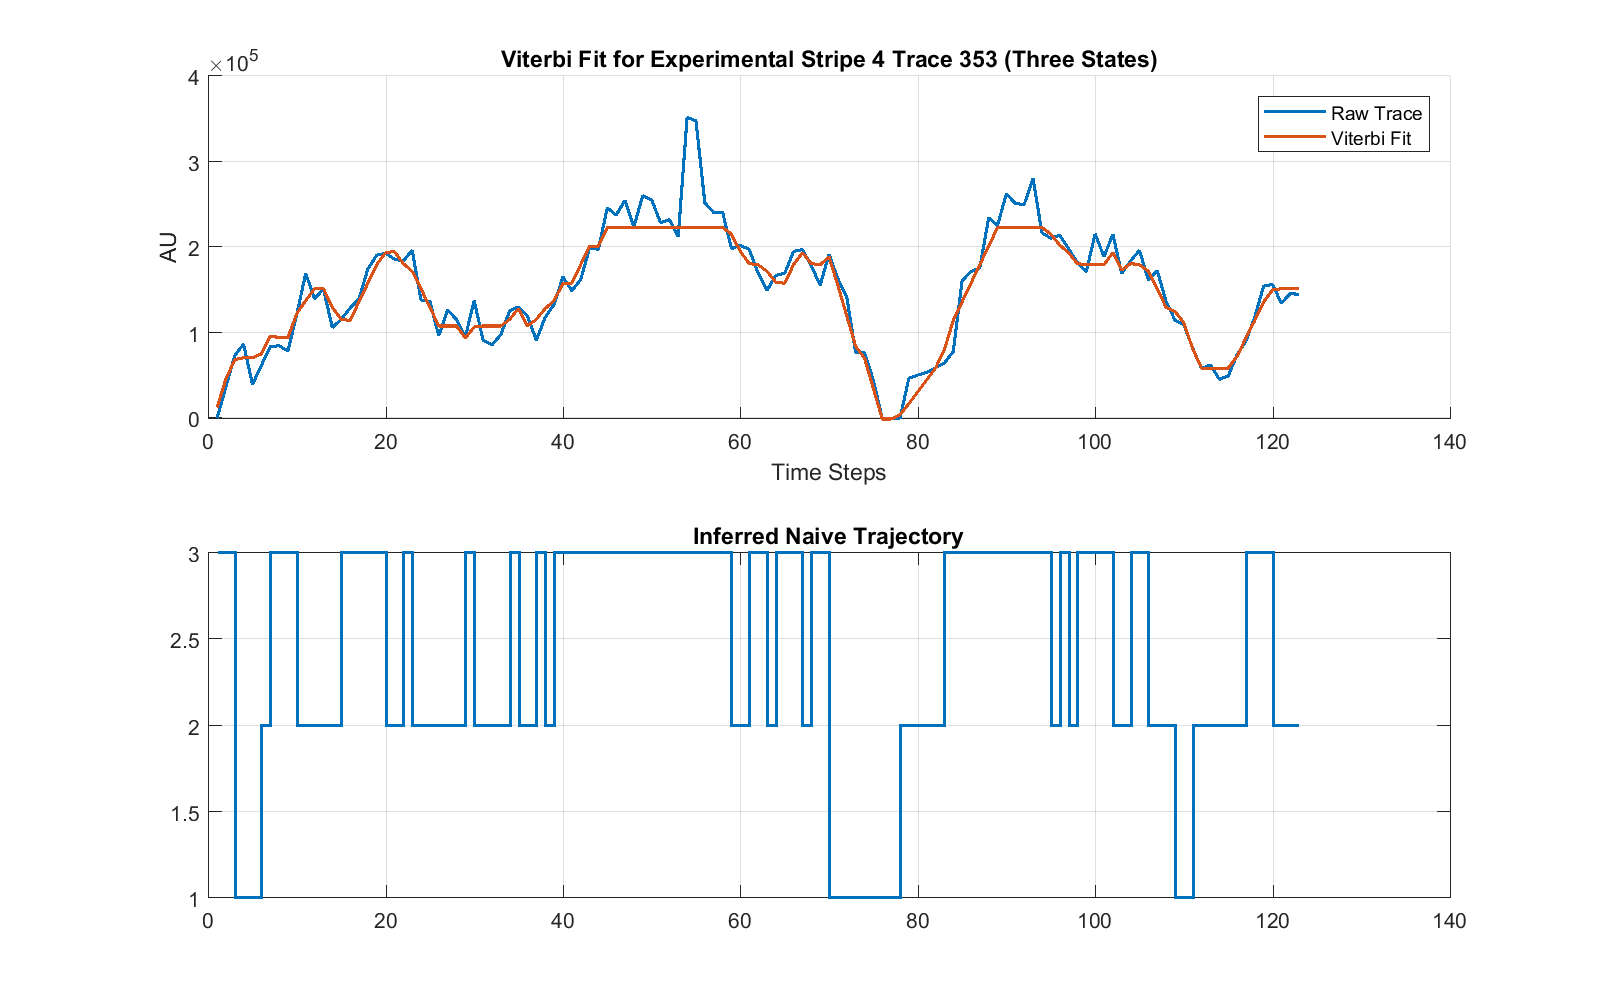 Viterbi Fit for Experimental Stripe 4 Trace 353 (Three States)
×10⁵
4
3
2
1
0
AU
0 20 40 60 80 100 120 140
Time Steps
Raw Trace
Viterbi Fit
Inferred Naive Trajectory
3
2.5
2
1.5
1
0 20 40 60 80 100 120 140